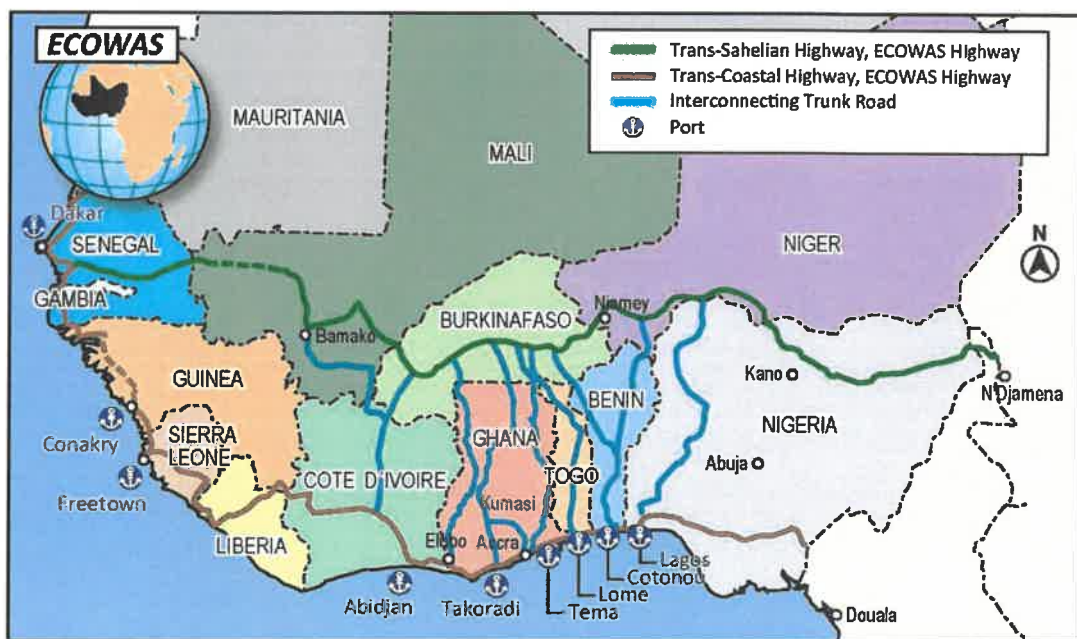 ECOWAS
Trans-Sahelian Highway, ECOWAS Highway
Trans-Coastal Highway, ECOWAS Highway
Interconnecting Trunk Road
Port
MAURITANIA
MALI
NIGER
N
Dakar
SENEGAL
GAMBIA
Bamako
BURKINAFASO
Niamey
Kano
N'Djamena
GUINEA
BENIN
NIGERIA
Conakry
SIERRA
LEONE
GHANA
Abuja
COTE D'IVOIRE
TOGO
Freetown
Kumasi
LIBERIA
Elubo
Accra
Lagos
Cotonou
Abidjan
Takoradi
Lome
Tema
Douala